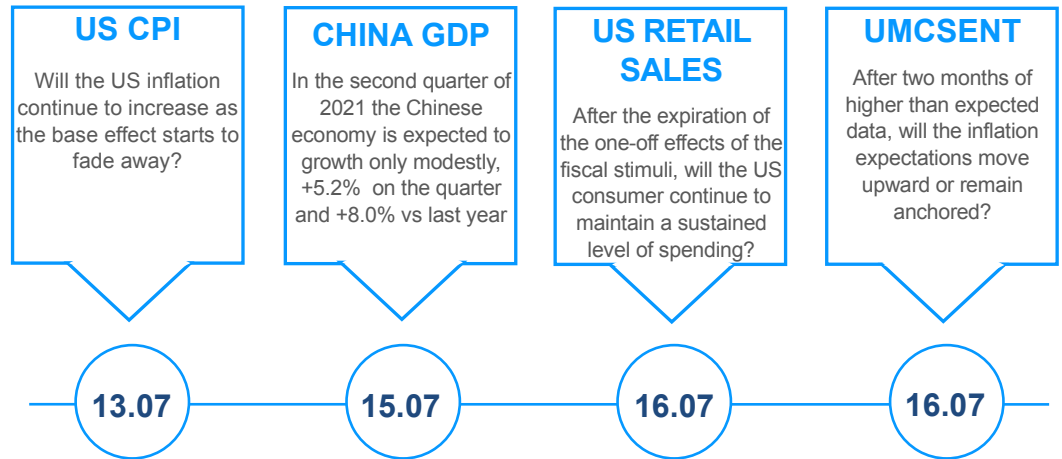 US CPI
Will the US inflation
continue to increase as
the base effect starts to
fade away?
CHINA GDP
In the second quarter of
2021 the Chinese
economy is expected to
growth only modestly,
+5.2% on the quarter
and +8.0% vs last year
US RETAIL
SALES
After the expiration of
the one-off effects of the
fiscal stimuli, will the US
consumer continue to
maintain a sustained
level of spending?
UMCSENT
After two months of
higher than expected
data, will the inflation
expectations move
upward or remain
anchored?
13.07
15.07
16.07
16.07